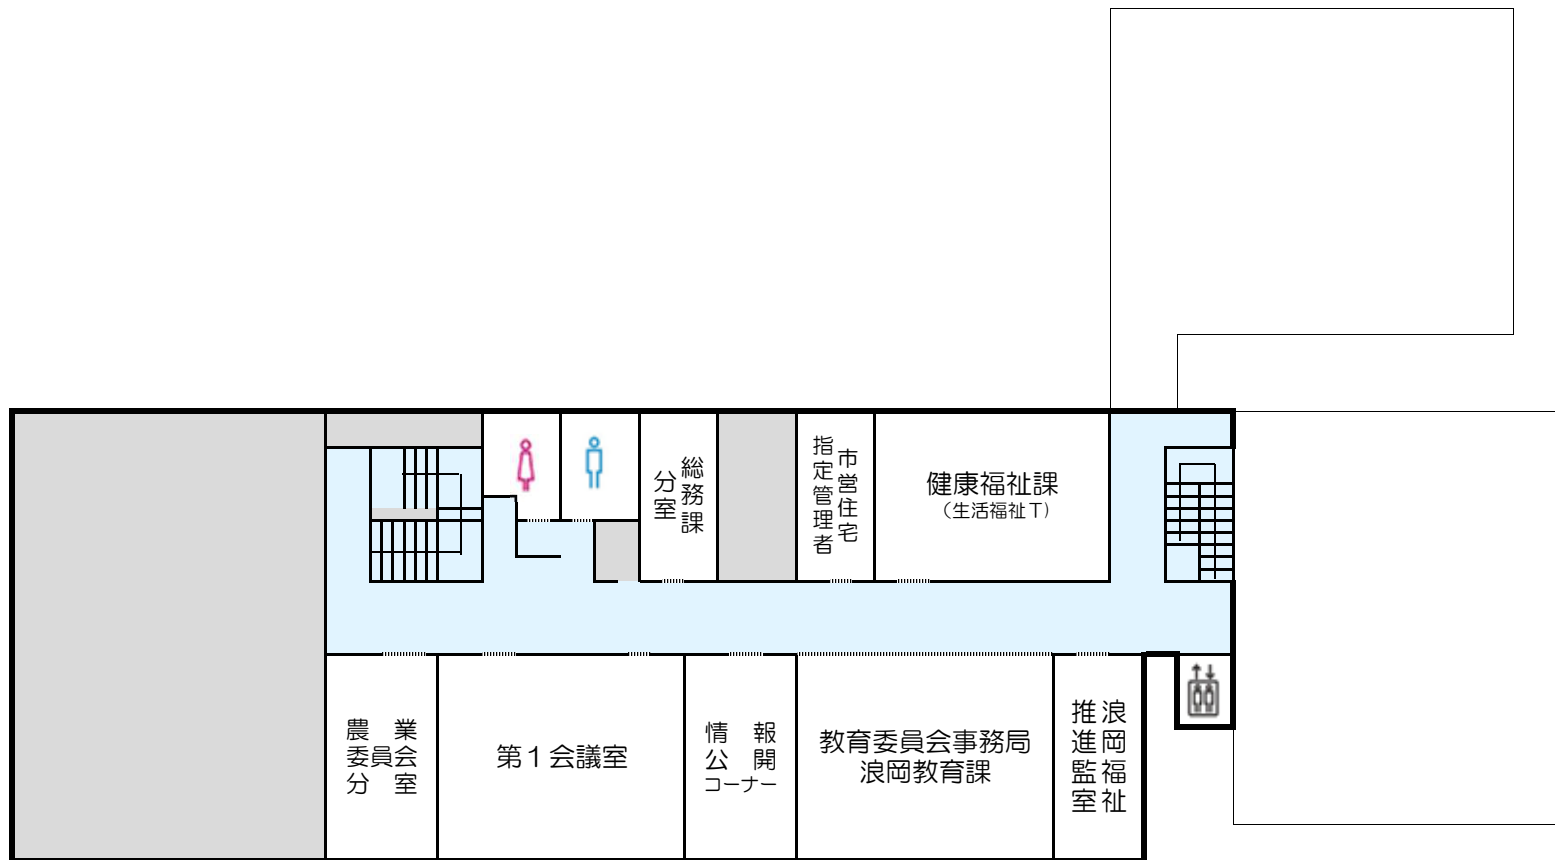 総務課
分室
市営住宅
指定管理者
健康福祉課
（生活福祉Ｔ）
農　業
委員会
分　室
第１会議室
情　報
公　開
コーナー
教育委員会事務局
浪岡教育課
浪岡福祉
推進監室